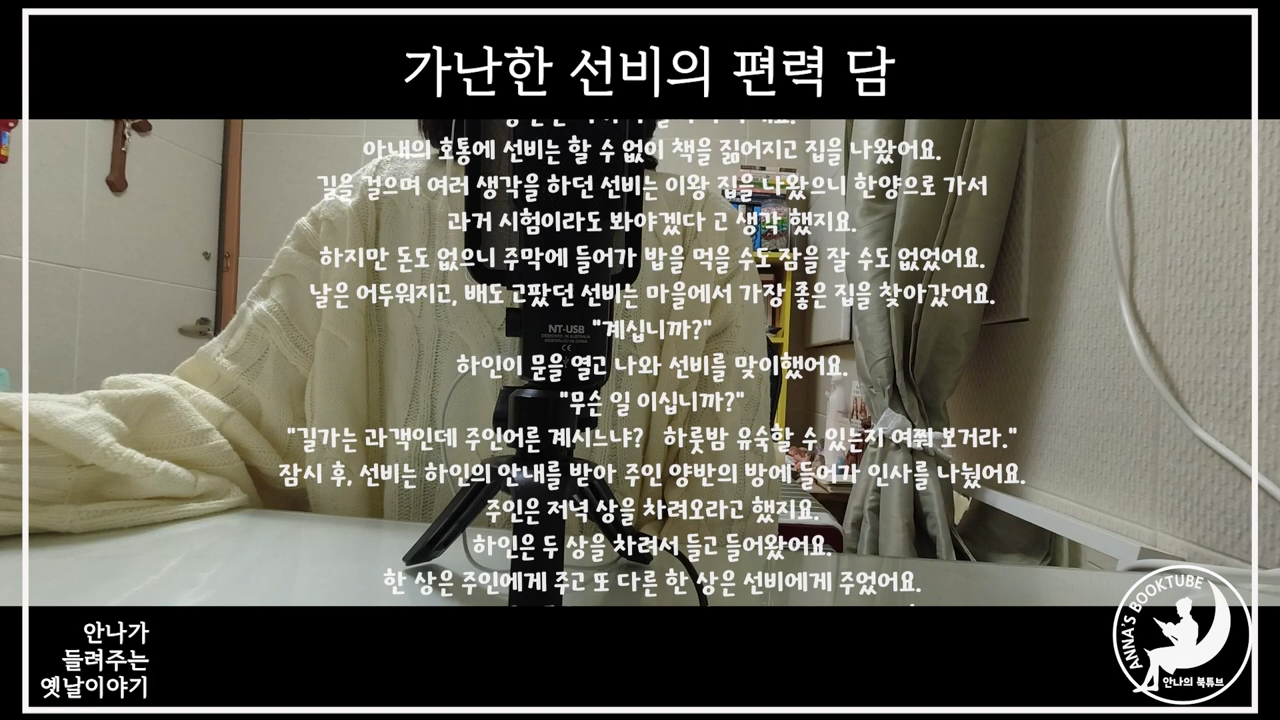 가난한 선비의 편력 담
아내의 호통에 선비는 할 수 없이 책을 짊어지고 집을 나왔어요.
길을 걸으며 여러 생각을 하던 선비는 이왕 집을 나왔으니 한양으로 가서
과거 시험이라도 봐야겠다 고 생각 했지요.
하지만 돈도 없으니 주막에 들어가 밥을 먹을 수도 잠을 잘 수도 없었어요.
날은 어두워지고, 배도 고팠던 선비는 마을에서 가장 좋은 집을 찾아갔어요.
"계십니까?"
하인이 문을 열고 나와 선비를 맞이했어요.
"무슨 일 이십니까?"
"길가는 과객인데 주인어른 계시느냐? 하룻밤 유숙할 수 있는지 여쭤 보거라."
잠시 후, 선비는 하인의 안내를 받아 주인 양반의 방에 들어가 인사를 나눴어요.
주인은 저녁 상을 차려오라고 했지요.
하인은 두 상을 차려서 들고 들어왔어요.
한 상은 주인에게 주고 또 다른 한 상은 선비에게 주었어요.
NT-USB
DESIGNED IN AUSTRALIA
ASSEMBLED IN CHINA
CE
안나가
들려주는
옛날이야기
ANNA'S BOOKTUBE
안나의 북튜브